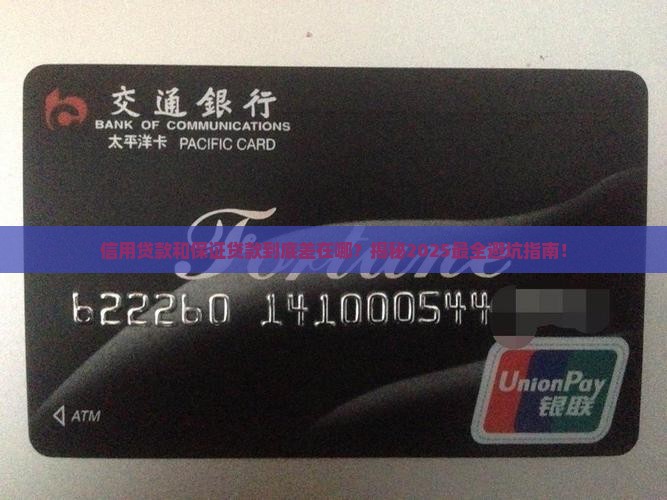 交通銀行
BANK OF COMMUNICATIONS
太平洋卡 PACIFIC CARD
Fortune
信用贷款和保证贷款到底差在哪？揭秘2025最全避坑指南！
622260 141000544
UnionPay
银联
ATM